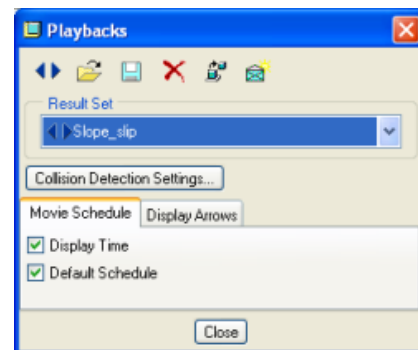 Playbacks
Result Set
Slope_slip
Collision Detection Settings...
Movie Schedule Display Arrows
Display Time
Default Schedule
Close